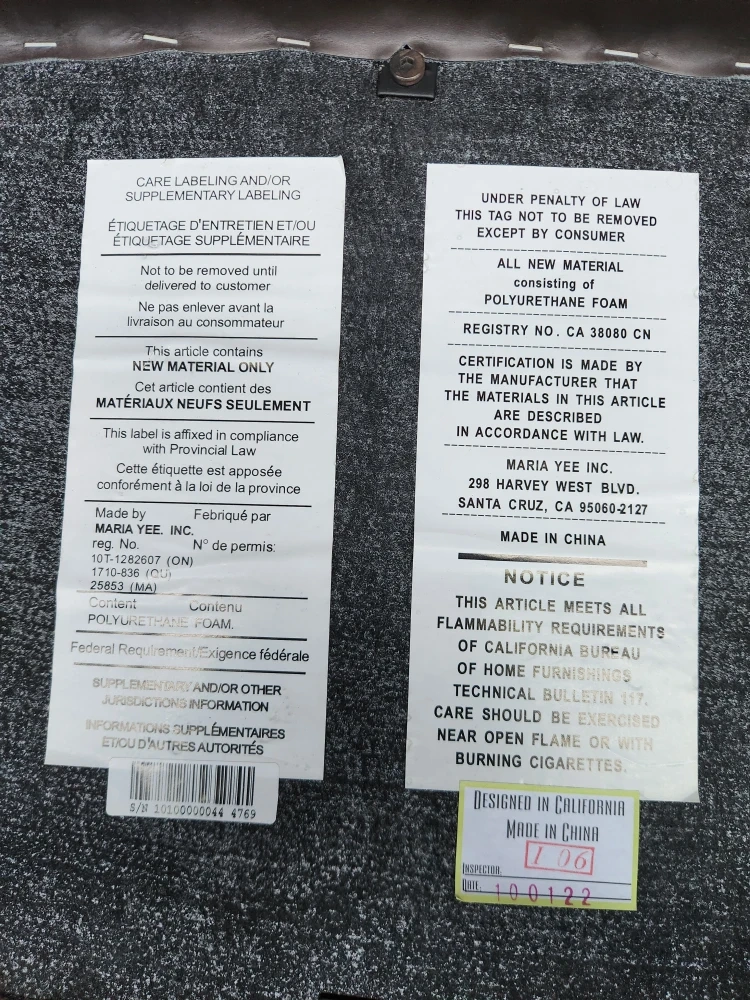 CARE LABELING AND/OR
SUPPLEMENTARY LABELING
ÉTIQUETAGE D'ENTRETIEN ET/OU
ÉTIQUETAGE SUPPLÉMENTAIRE
Not to be removed until
delivered to customer
Ne pas enlever avant la
livraison au consommateur
This article contains
NEW MATERIAL ONLY
Cet article contient des
MATÉRIAUX NEUFS SEULEMENT
This label is affixed in compliance
with Provincial Law
Cette étiquette est apposée
conforément à la loi de la province
Made by Fabriqué par
MARIA YEE. INC.
reg. No. N° de permis:
10T-1282607 (ON)
1710-836 (QU)
25853 (MA)
Content Contenu
POLYURETHANE FOAM.
Federal Requirement/Exigence fédérale
SUPPLEMENTARY AND/OR OTHER
JURISDICTIONS INFORMATION
INFORMATIONS SUPPLÉMENTAIRES
ET/OU D'AUTRES AUTORITÉS
S/N 10100000044 4769
UNDER PENALTY OF LAW
THIS TAG NOT TO BE REMOVED
EXCEPT BY CONSUMER
ALL NEW MATERIAL
consisting of
POLYURETHANE FOAM
REGISTRY NO. CA 38080 CN
CERTIFICATION IS MADE BY
THE MANUFACTURER THAT
THE MATERIALS IN THIS ARTICLE
ARE DESCRIBED
IN ACCORDANCE WITH LAW.
MARIA YEE INC.
298 HARVEY WEST BLVD.
SANTA CRUZ, CA 95060-2127
MADE IN CHINA
NOTICE
THIS ARTICLE MEETS ALL
FLAMMABILITY REQUIREMENTS
OF CALIFORNIA BUREAU
OF HOME FURNISHINGS
TECHNICAL BULLETIN 117.
CARE SHOULD BE EXERCISED
NEAR OPEN FLAME OR WITH
BURNING CIGARETTES.
DESIGNED IN CALIFORNIA
MADE IN CHINA
INSPECTOR: 1 06
DATE: 100122